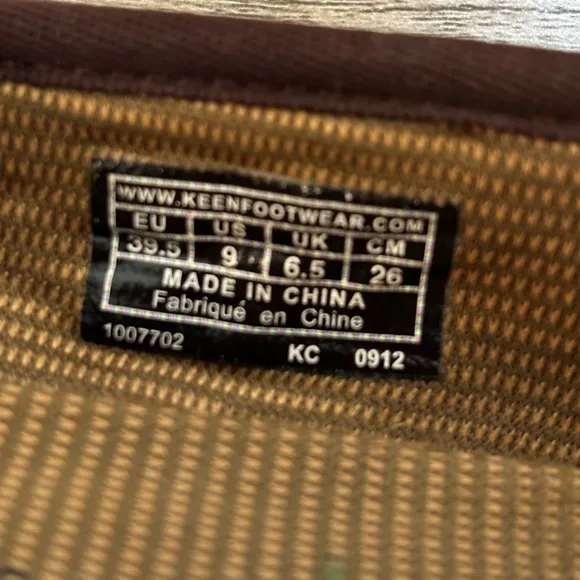 WWW.KEENFOOTWEAR.COM
EU US UK CM
39.5 9 6.5 26
MADE IN CHINA
Fabriqué en Chine
1007702 KC 0912